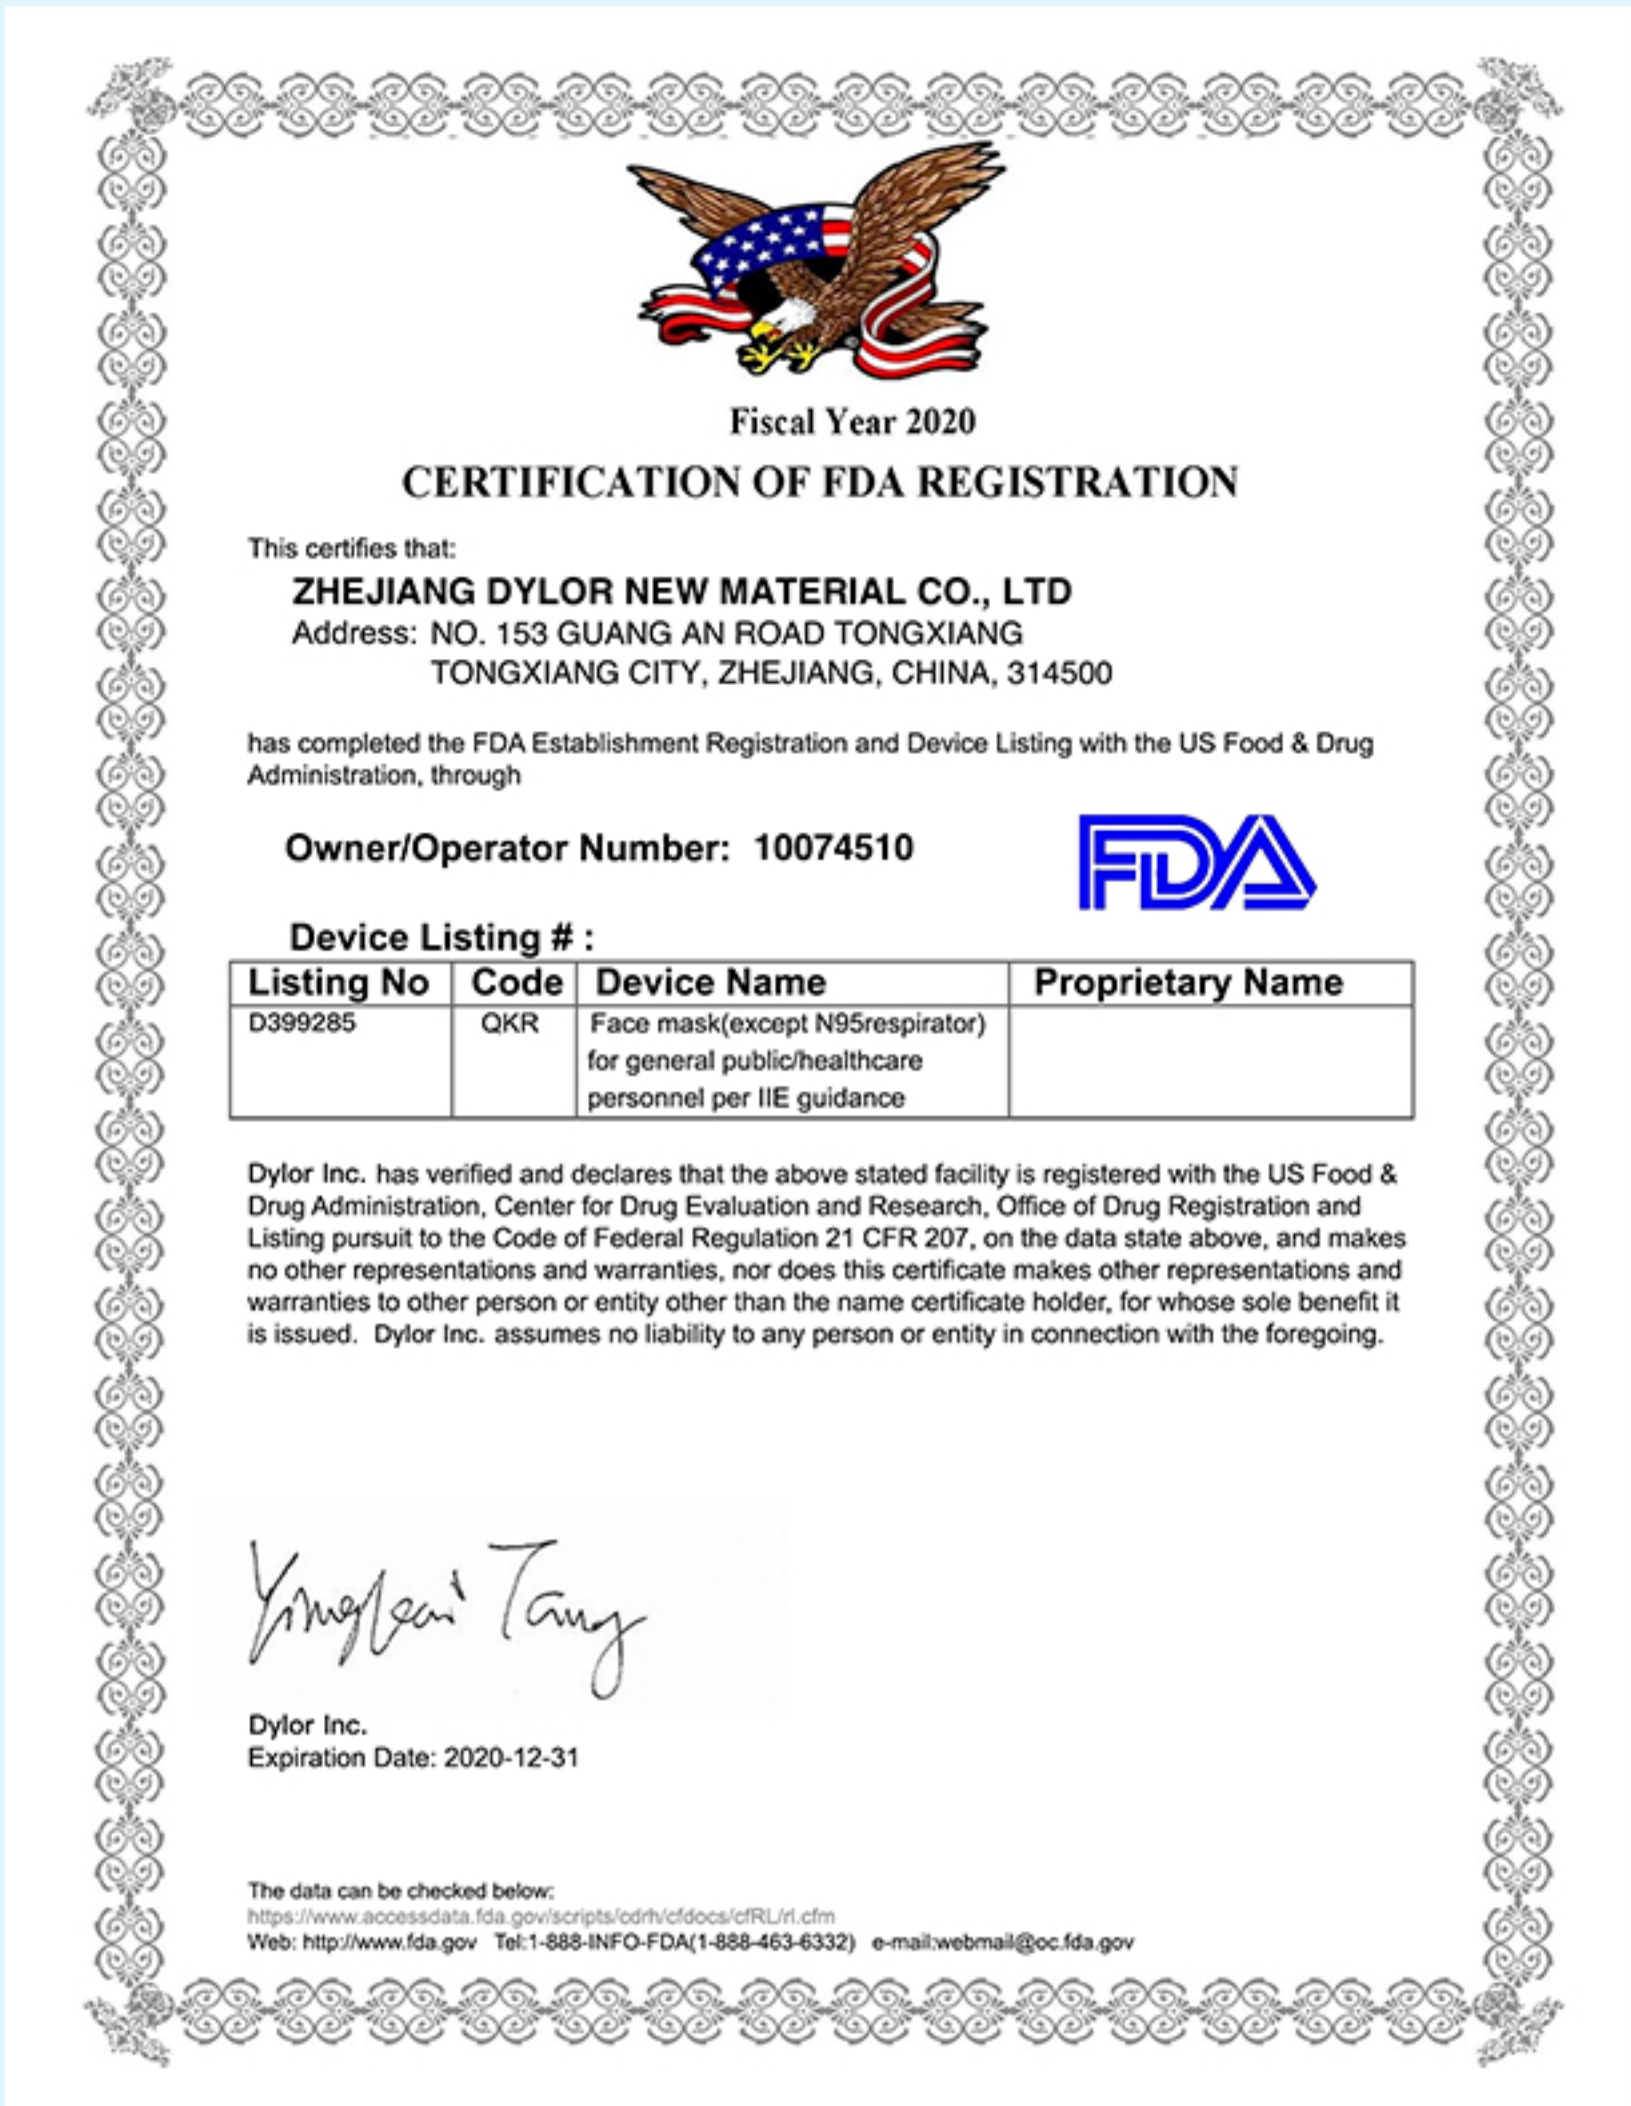 Fiscal Year 2020
CERTIFICATION OF FDA REGISTRATION
This certifies that:
ZHEJIANG DYLOR NEW MATERIAL CO., LTD
Address: NO. 153 GUANG AN ROAD TONGXIANG
TONGXIANG CITY, ZHEJIANG, CHINA, 314500
has completed the FDA Establishment Registration and Device Listing with the US Food & Drug
Administration, through
Owner/Operator Number: 10074510
FDA
Device Listing # :
Listing No Code Device Name Proprietary Name
D399285 QKR Face mask(except N95respirator)
for general public/healthcare
personnel per IIE guidance
Dylor Inc. has verified and declares that the above stated facility is registered with the US Food &
Drug Administration, Center for Drug Evaluation and Research, Office of Drug Registration and
Listing pursuit to the Code of Federal Regulation 21 CFR 207, on the data state above, and makes
no other representations and warranties, nor does this certificate makes other representations and
warranties to other person or entity other than the name certificate holder, for whose sole benefit it
is issued. Dylor Inc. assumes no liability to any person or entity in connection with the foregoing.
Tang
Dylor Inc.
Expiration Date: 2020-12-31
The data can be checked below:
https://www.accessdata.fda.gov/scripts/cdrh/cfdocs/cfRL/rl.cfm
Web: http://www.fda.gov Tel:1-888-INFO-FDA(1-888-463-6332) e-mail:webmail@oc.fda.gov